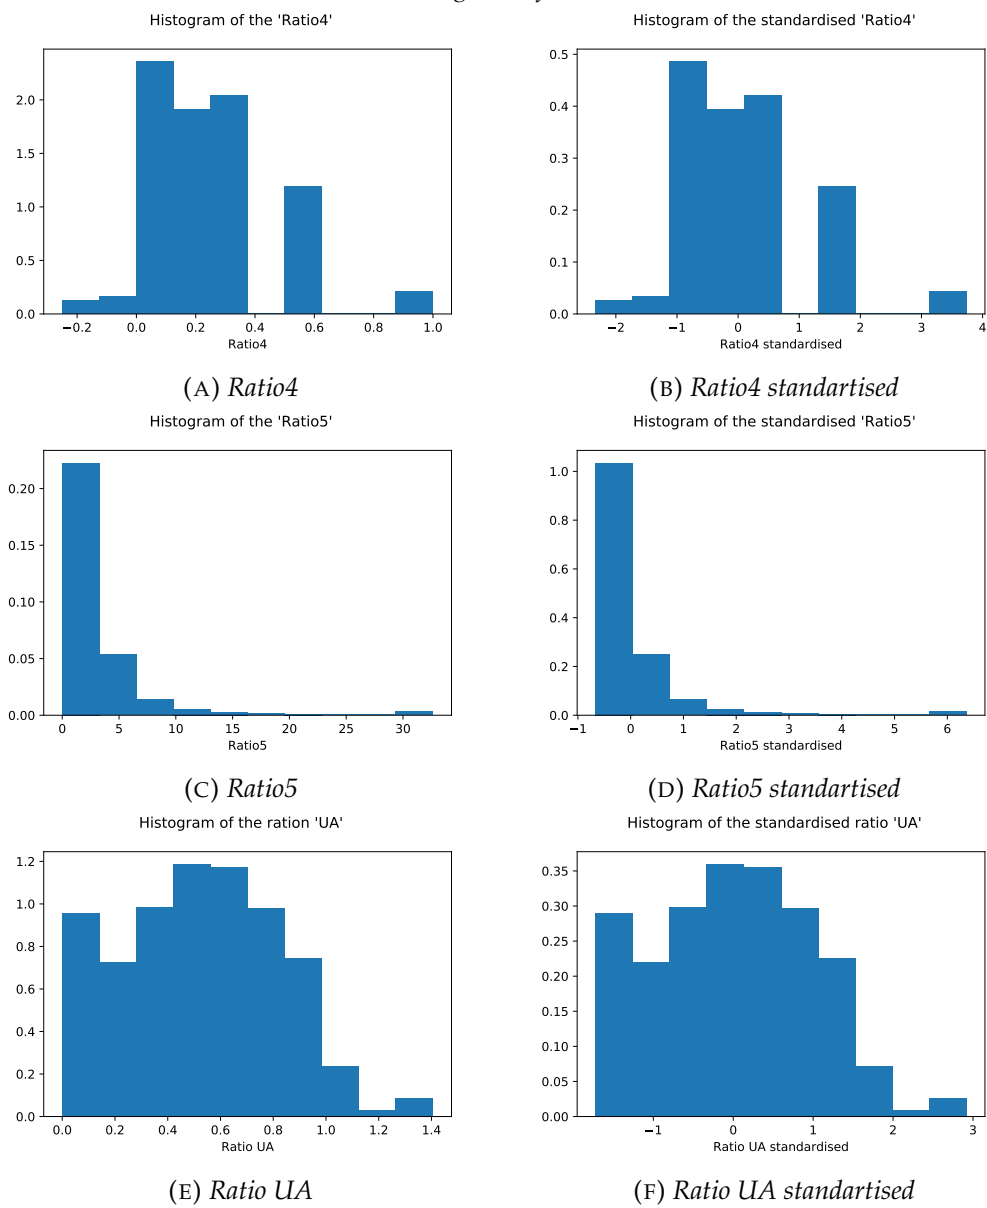 Histogram of the 'Ratio4'
2.0
1.5
1.0
0.5
0.0
−0.2 0.0 0.2 0.4 0.6 0.8 1.0
Ratio4
(A) Ratio4
Histogram of the standardised 'Ratio4'
0.5
0.4
0.3
0.2
0.1
0.0
−2 −1 0 1 2 3 4
Ratio4 standardised
(B) Ratio4 standartised
Histogram of the 'Ratio5'
0.20
0.15
0.10
0.05
0.00
0 5 10 15 20 25 30
Ratio5
(C) Ratio5
Histogram of the standardised 'Ratio5'
1.0
0.8
0.6
0.4
0.2
0.0
−1 0 1 2 3 4 5 6
Ratio5 standardised
(D) Ratio5 standartised
Histogram of the ration 'UA'
1.2
1.0
0.8
0.6
0.4
0.2
0.0
0.0 0.2 0.4 0.6 0.8 1.0 1.2 1.4
Ratio UA
(E) Ratio UA
Histogram of the standardised ratio 'UA'
0.35
0.30
0.25
0.20
0.15
0.10
0.05
0.00
−1 0 1 2 3
Ratio UA standardised
(F) Ratio UA standartised